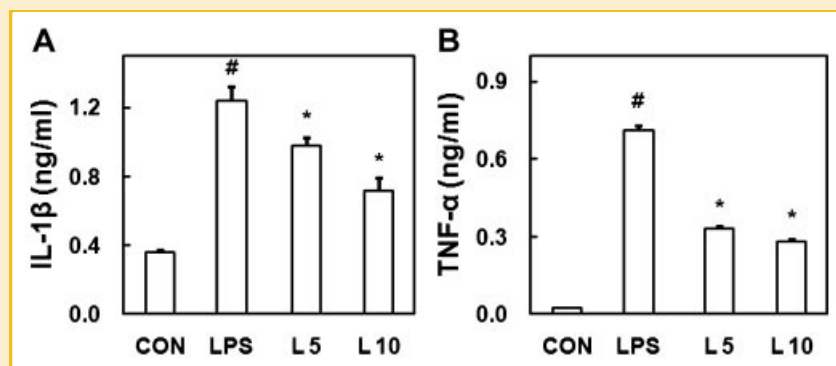 A
IL-1β (ng/ml)
1.2
0.8
0.4
0.0
#
*
*
CON LPS L 5 L 10
B
TNF-α (ng/ml)
0.9
0.6
0.3
0.0
#
*
*
CON LPS L 5 L 10